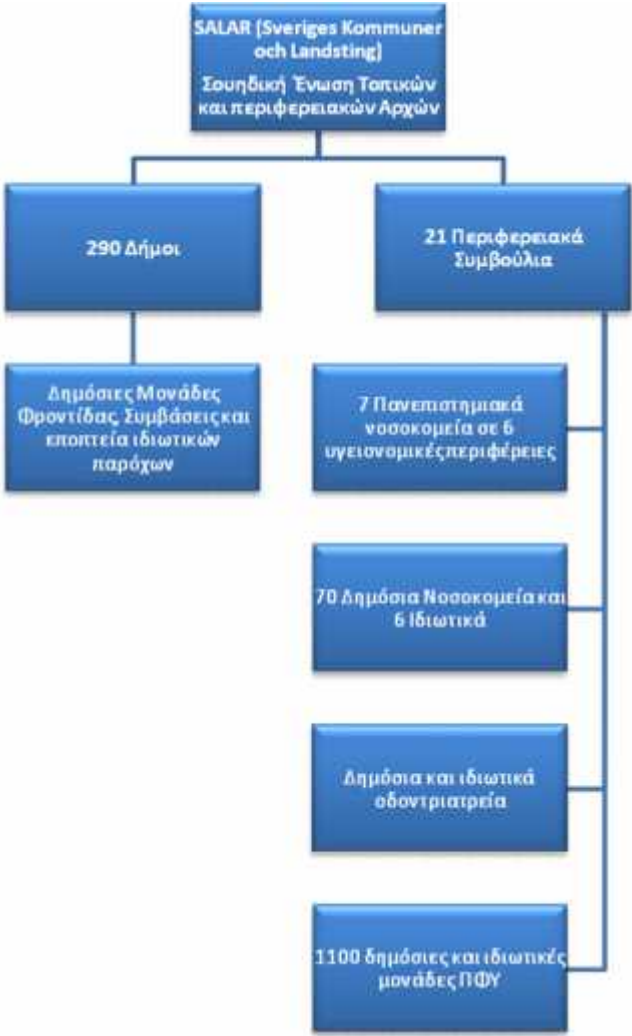 SALAR (Sveriges Kommuner
och Landsting)
Σουηδική Ένωση Τοπικών
και περιφερειακών Αρχών
290 Δήμοι
21 Περιφερειακά
Συμβούλια
Δημόσιες Μονάδες
Φροντίδας, Συμβάσεις και
εποπτεία ιδιωτικών
παρόχων
7 Πανεπιστημιακά
νοσοκομεία σε 6
υγειονομικές περιφέρειες
70 Δημόσια Νοσοκομεία και
6 Ιδιωτικά
Δημόσια και ιδιωτικά
οδοντριατρεία
1100 δημόσιες και ιδιωτικές
μονάδες ΠΦΥ